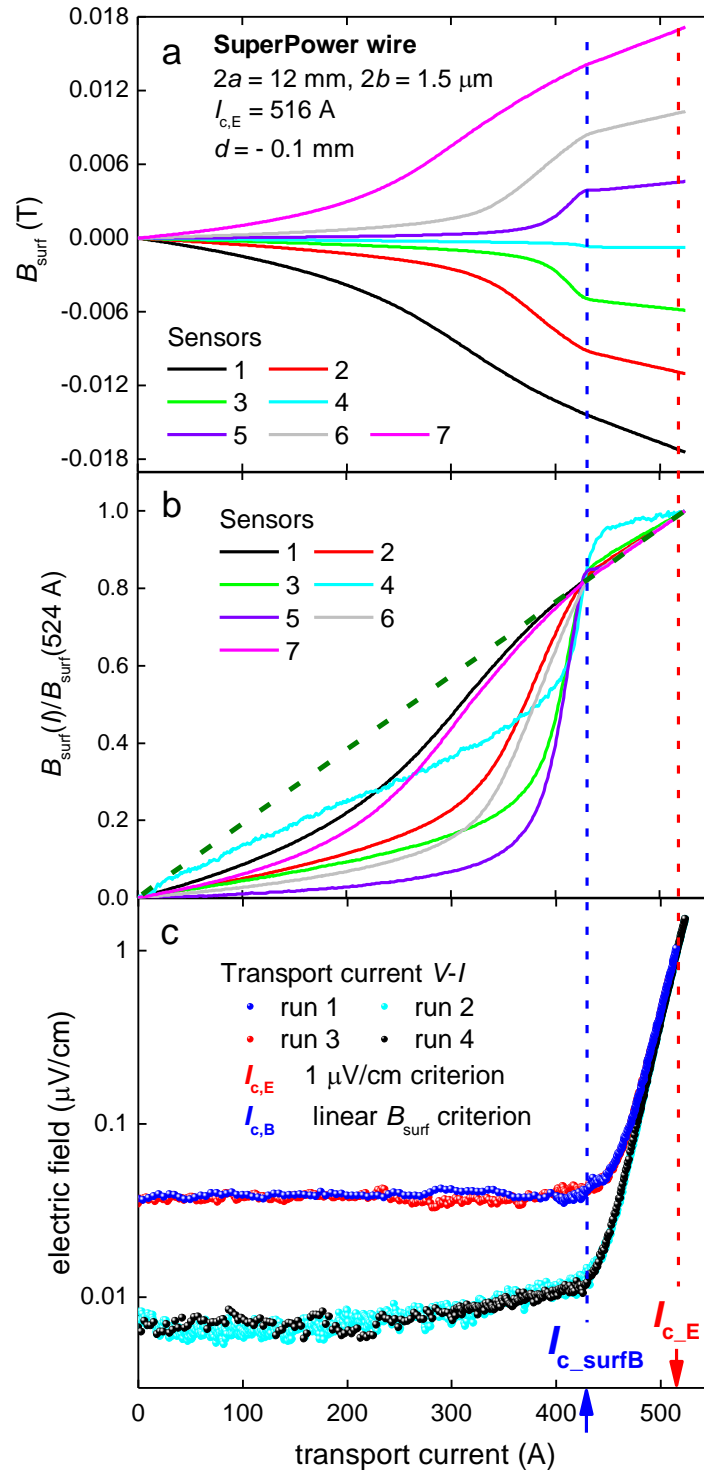 a
SuperPower wire
2a = 12 mm, 2b = 1.5 μm
Ic,E = 516 A
d = - 0.1 mm
0.018
0.012
0.006
0.000
-0.006
-0.012
-0.018
Bsurf (T)
Sensors
1 2
3 4
5 6 7
b
Sensors
1 2
3 4
5 6
7
1.0
0.8
0.6
0.4
0.2
0.0
Bsurf(I)/Bsurf(524 A)
c
Transport current V-I
run 1 run 2
run 3 run 4
Ic,E 1 μV/cm criterion
Ic,B linear Bsurf criterion
1
0.1
0.01
electric field (μV/cm)
Ic_surfB
Ic_E
0 100 200 300 400 500
transport current (A)